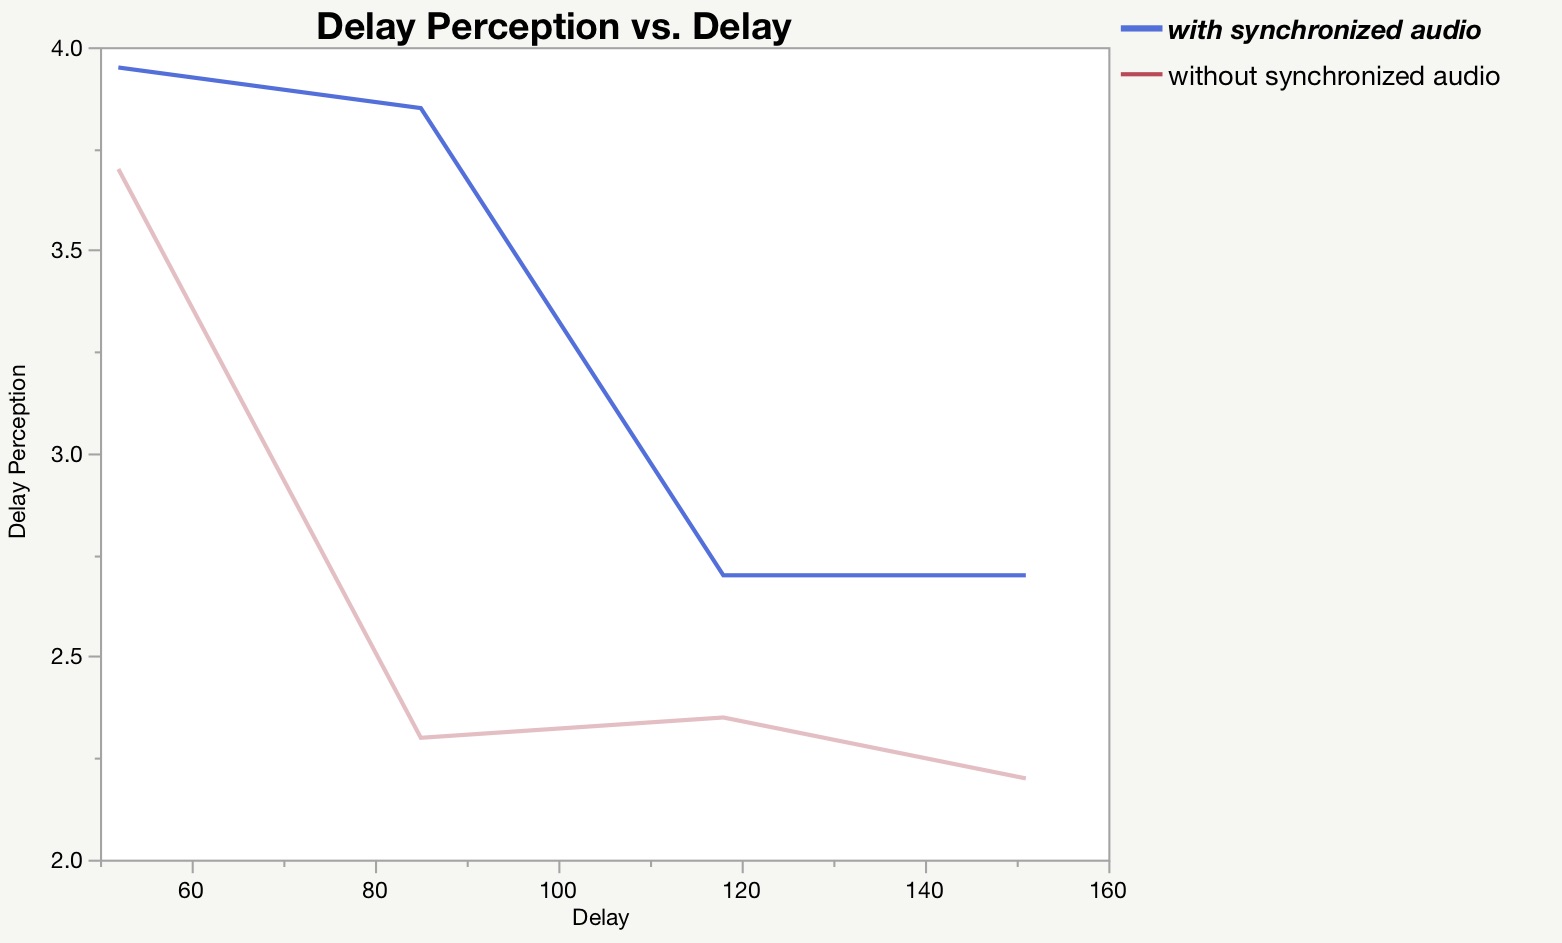 Delay Perception vs. Delay
with synchronized audio
without synchronized audio
4.0
3.5
3.0
2.5
2.0
Delay Perception
60 80 100 120 140 160
Delay